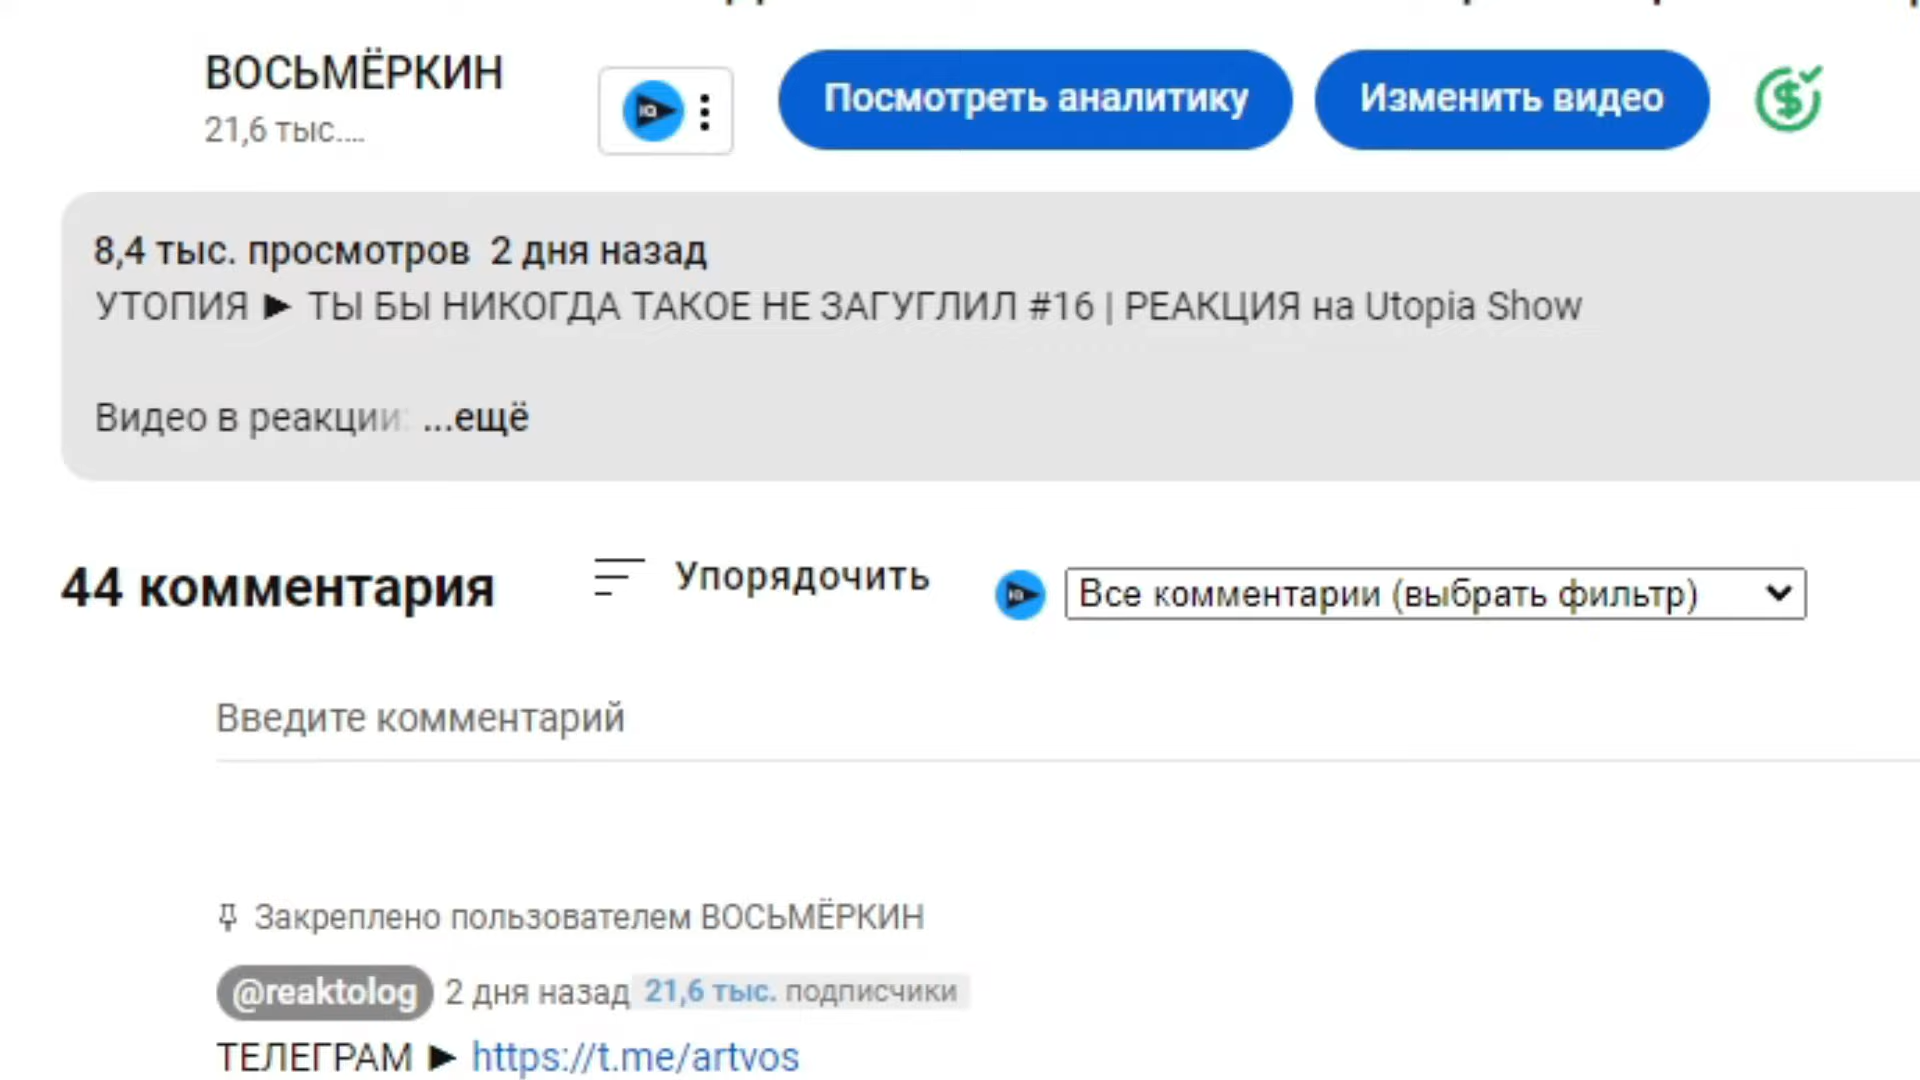 ВОСЬМЁРКИН
21,6 тыс....
Посмотреть аналитику
Изменить видео
8,4 тыс. просмотров 2 дня назад
УТОПИЯ ► ТЫ БЫ НИКОГДА ТАКОЕ НЕ ЗАГУГЛИЛ #16 | РЕАКЦИЯ на Utopia Show
Видео в реакции: ...ещё
44 комментария
Упорядочить
Все комментарии (выбрать фильтр)
Введите комментарий
Закреплено пользователем ВОСЬМЁРКИН
@reaktolog 2 дня назад 21,6 тыс. подписчики
ТЕЛЕГРАМ ► https://t.me/artvos